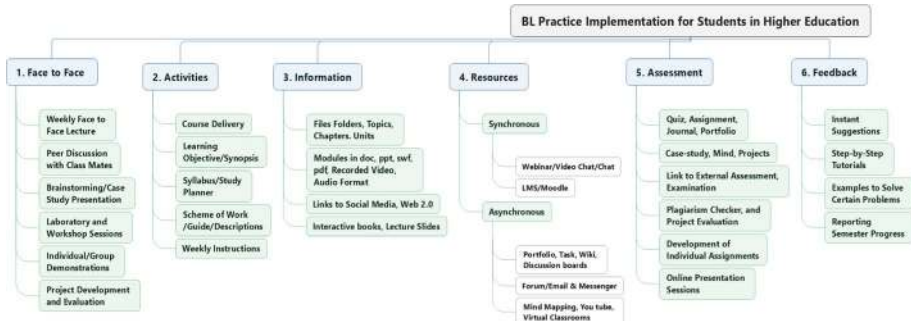 BL Practice Implementation for Students in Higher Education
1. Face to Face
Weekly Face to
Face Lecture
Peer Discussion
with Class Mates
Brainstorming/Case
Study Presentation
Laboratory and
Workshop Sessions
Individual/Group
Demonstrations
Project Development
and Evaluation
2. Activities
Course Delivery
Learning
Objective/Synopsis
Syllabus/Study
Planner
Scheme of Work
/Guide/Descriptions
Weekly Instructions
3. Information
Files Folders, Topics,
Chapters. Units
Modules in doc, ppt, swf,
pdf, Recorded Video,
Audio Format
Links to Social Media, Web 2.0
Interactive books, Lecture Slides
4. Resources
Synchronous
Webinar/Video Chat/Chat
LMS/Moodle
Asynchronous
Portfolio, Task, Wiki,
Discussion boards
Forum/Email & Messenger
Mind Mapping, You tube,
Virtual Classrooms
5. Assessment
Quiz, Assignment,
Journal, Portfolio
Case-study, Mind, Projects
Link to External Assessment,
Examination
Plagiarism Checker, and
Project Evaluation
Development of
Individual Assignments
Online Presentation
Sessions
6. Feedback
Instant
Suggestions
Step-by-Step
Tutorials
Examples to Solve
Certain Problems
Reporting
Semester Progress